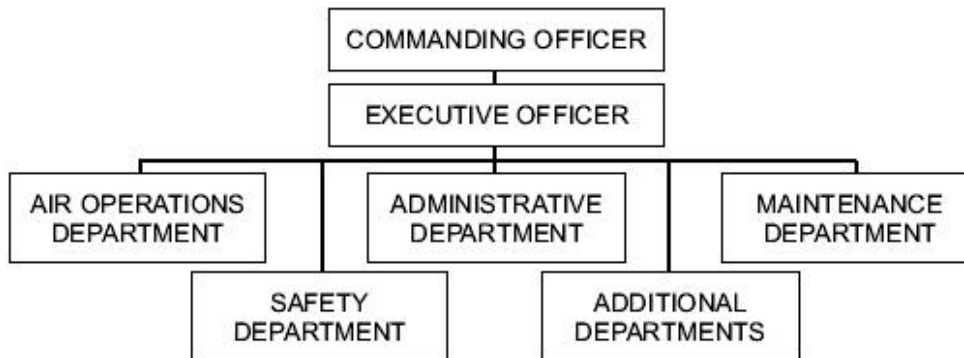 COMMANDING OFFICER
EXECUTIVE OFFICER
AIR OPERATIONS
DEPARTMENT
ADMINISTRATIVE
DEPARTMENT
MAINTENANCE
DEPARTMENT
SAFETY
DEPARTMENT
ADDITIONAL
DEPARTMENTS